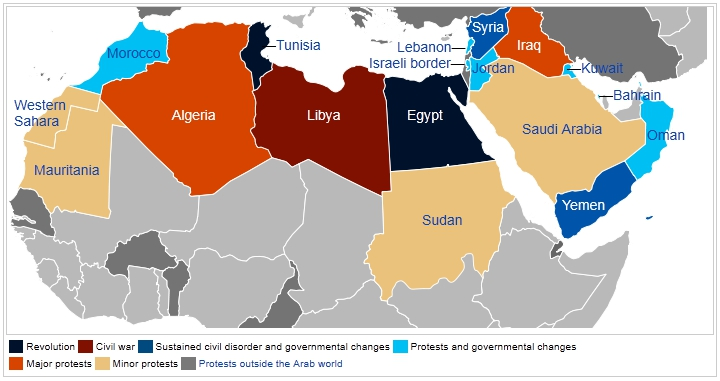 Syria
Tunisia
Lebanon
Iraq
Morocco
Israeli border
Jordan
Kuwait
Bahrain
Western
Sahara
Algeria
Libya
Egypt
Saudi Arabia
Oman
Mauritania
Yemen
Sudan
Revolution Civil war Sustained civil disorder and governmental changes Protests and governmental changes
Major protests Minor protests Protests outside the Arab world